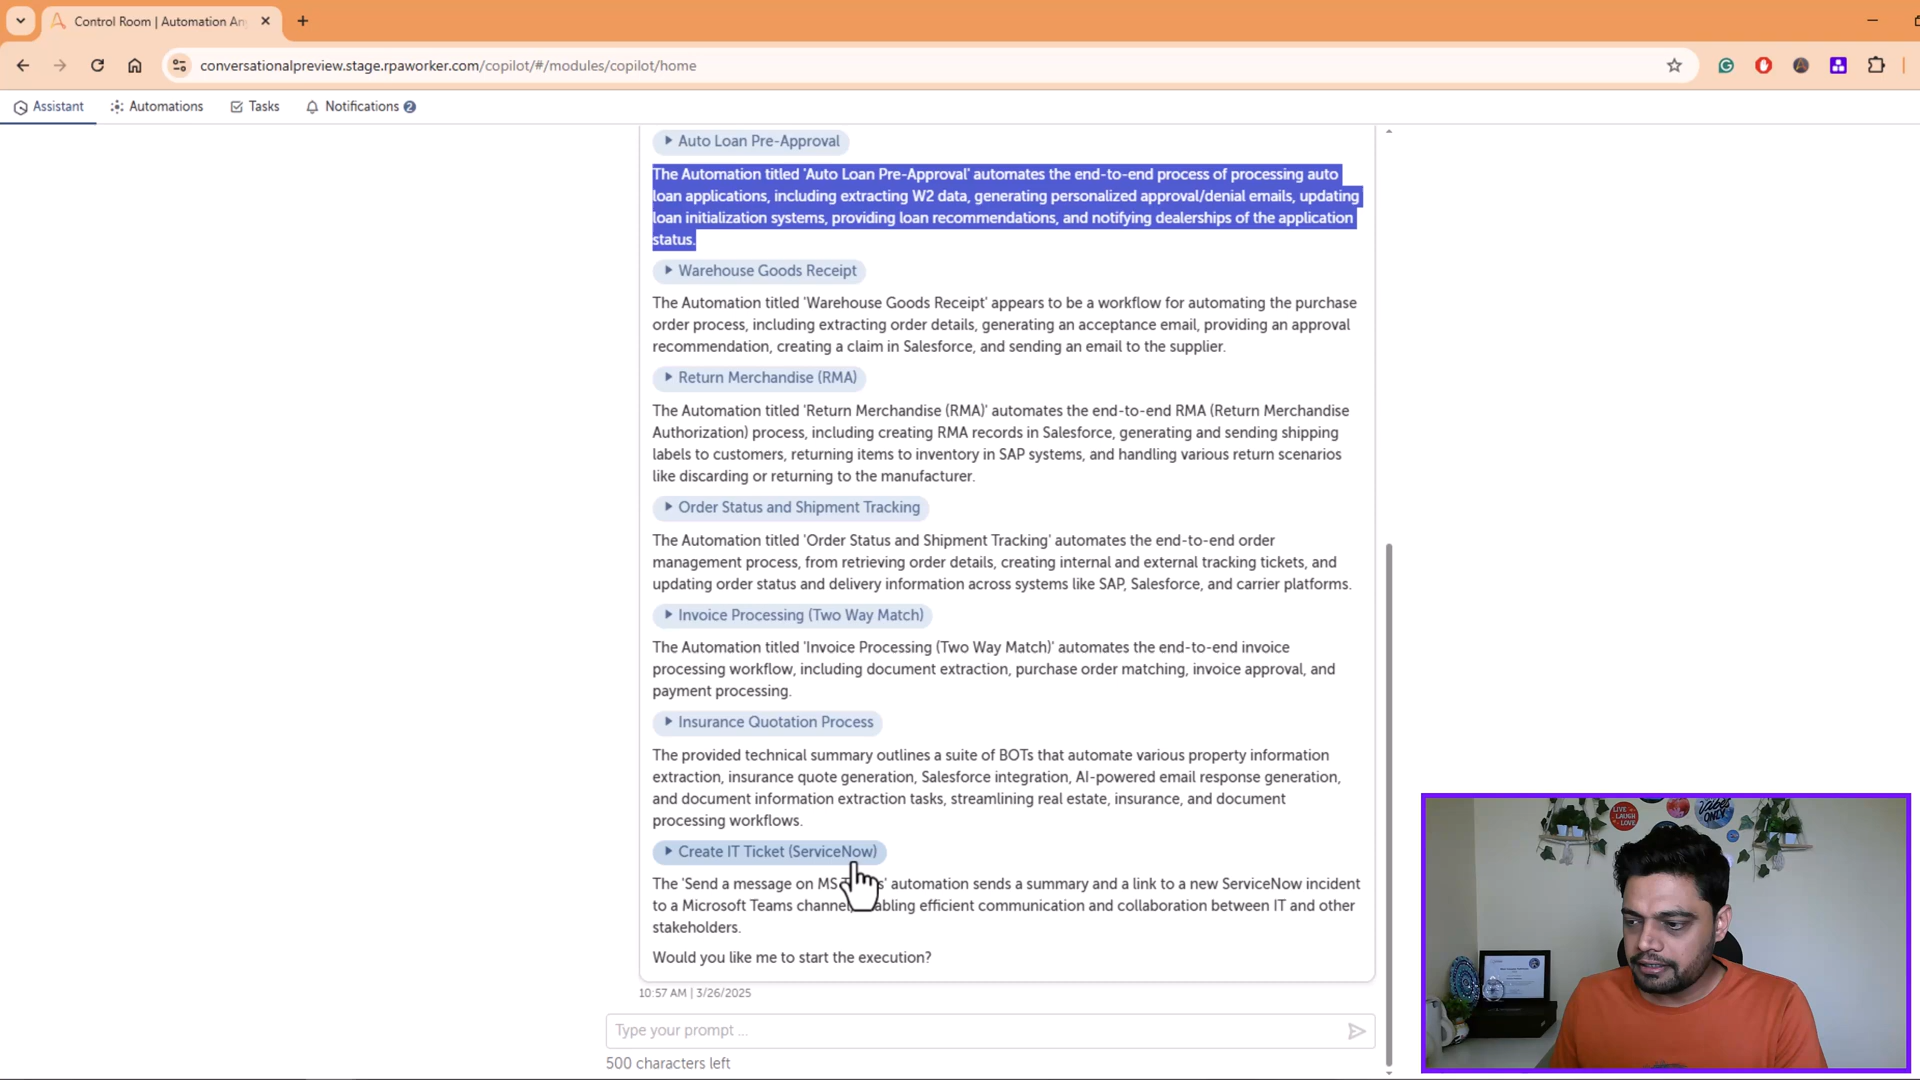 Control Room | Automation An
conversationalpreview.stage.rpaworker.com/copilot/#/modules/copilot/home
Assistant
Automations
Tasks
Notifications 2
Auto Loan Pre-Approval
The Automation titled 'Auto Loan Pre-Approval' automates the end-to-end process of processing auto
loan applications, including extracting W2 data, generating personalized approval/denial emails, updating
loan initialization systems, providing loan recommendations, and notifying dealerships of the application
status.
Warehouse Goods Receipt
The Automation titled 'Warehouse Goods Receipt' appears to be a workflow for automating the purchase
order process, including extracting order details, generating an acceptance email, providing an approval
recommendation, creating a claim in Salesforce, and sending an email to the supplier.
Return Merchandise (RMA)
The Automation titled 'Return Merchandise (RMA)' automates the end-to-end RMA (Return Merchandise
Authorization) process, including creating RMA records in Salesforce, generating and sending shipping
labels to customers, returning items to inventory in SAP systems, and handling various return scenarios
like discarding or returning to the manufacturer.
Order Status and Shipment Tracking
The Automation titled 'Order Status and Shipment Tracking' automates the end-to-end order
management process, from retrieving order details, creating internal and external tracking tickets, and
updating order status and delivery information across systems like SAP, Salesforce, and carrier platforms.
Invoice Processing (Two Way Match)
The Automation titled 'Invoice Processing (Two Way Match)' automates the end-to-end invoice
processing workflow, including document extraction, purchase order matching, invoice approval, and
payment processing.
Insurance Quotation Process
The provided technical summary outlines a suite of BOTs that automate various property information
extraction, insurance quote generation, Salesforce integration, AI-powered email response generation,
and document information extraction tasks, streamlining real estate, insurance, and document
processing workflows.
Create IT Ticket (ServiceNow)
The 'Send a message on MS automation sends a summary and a link to a new ServiceNow incident
to a Microsoft Teams channel, communication and collaboration between IT and other
stakeholders.
Would you like me to start the execution?
10:57 AM | 3/26/2025
Type your prompt ...
500 characters left
LIVE
LAUGH
LOVE
Vibes
ONLY